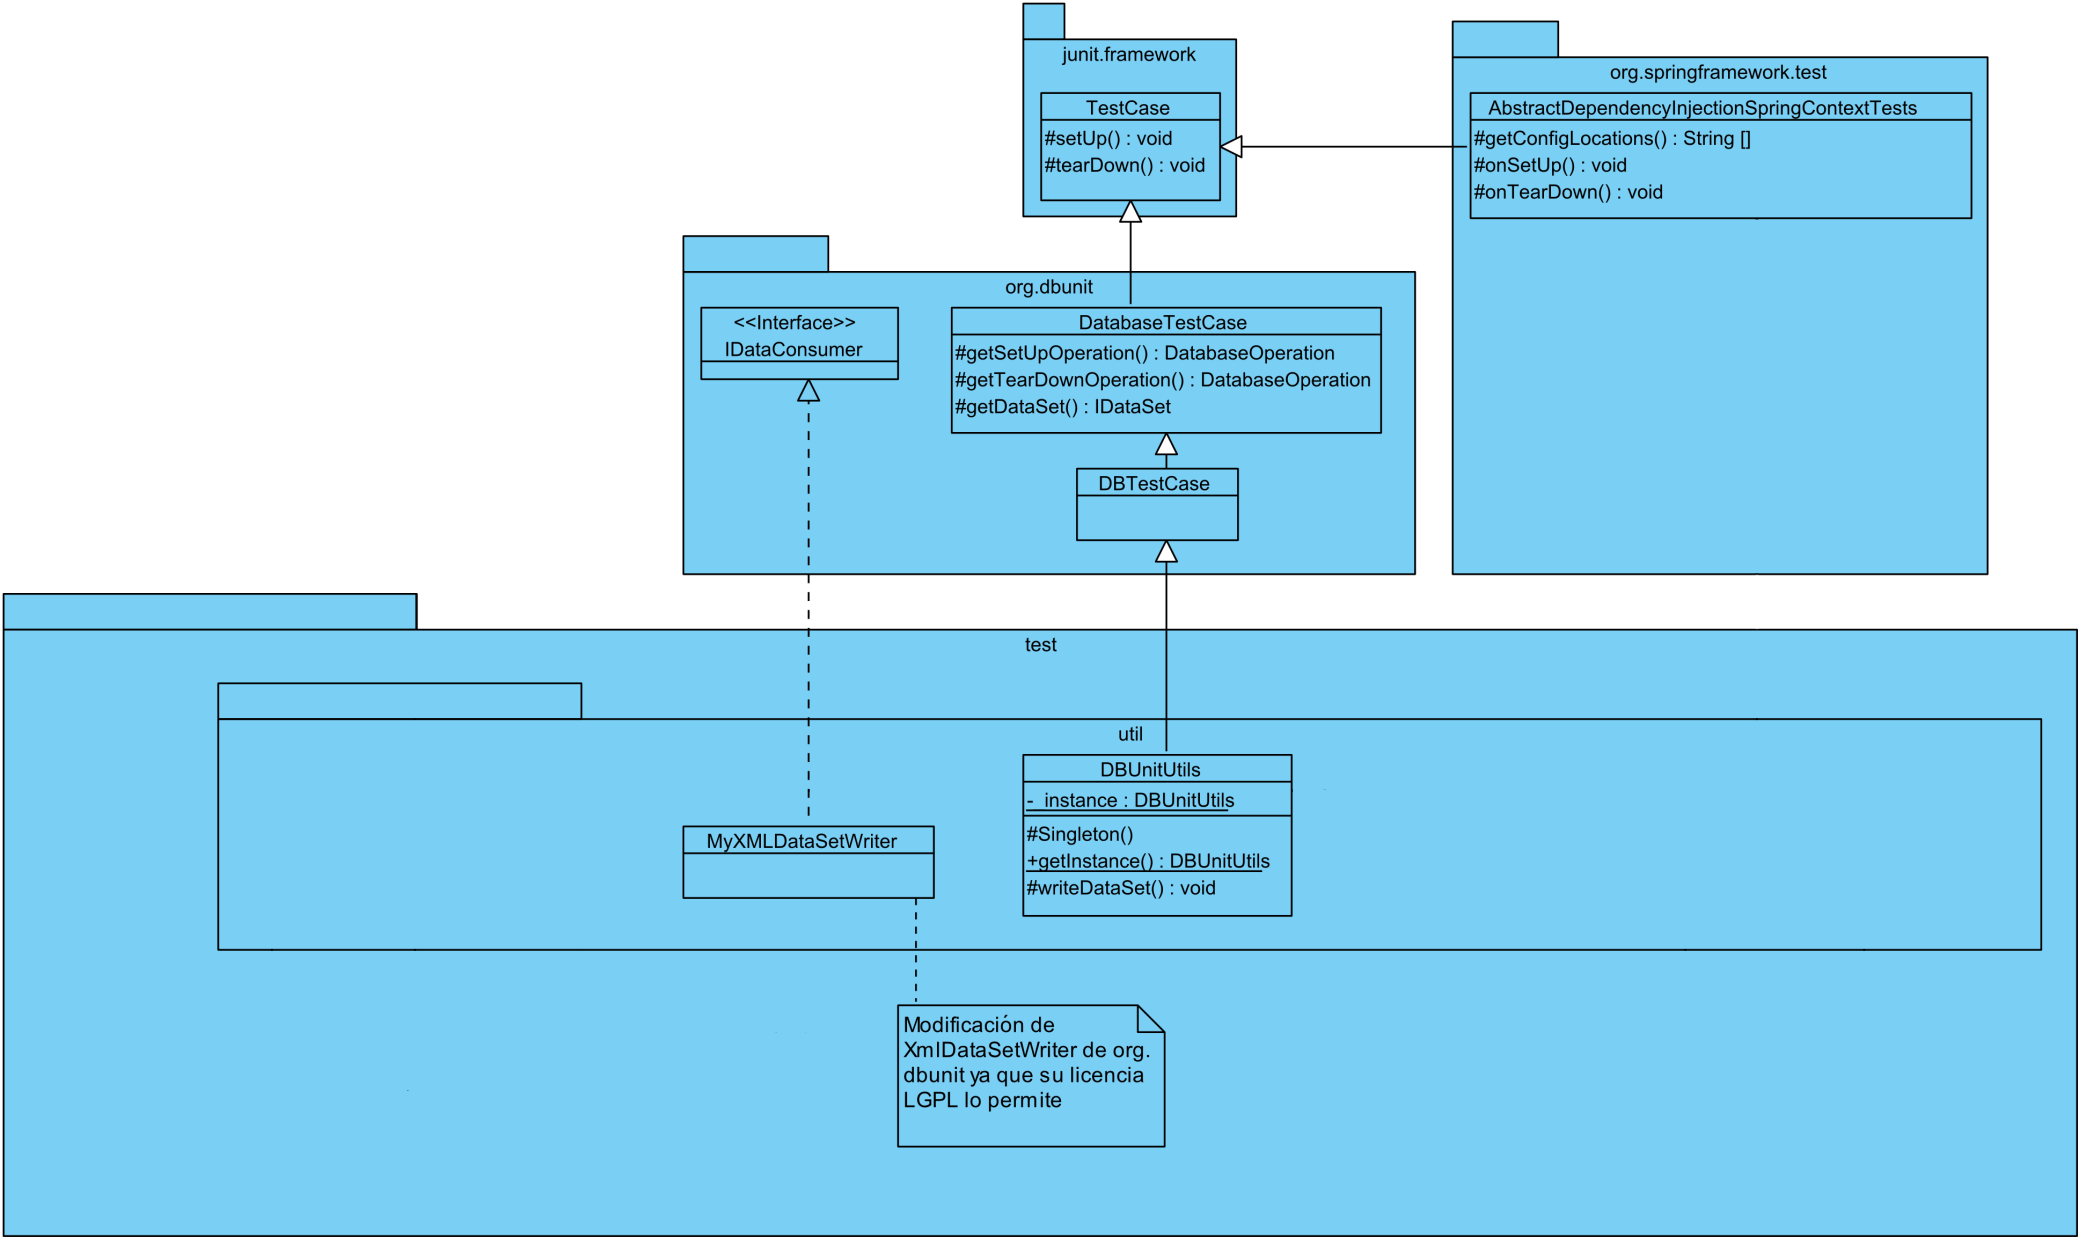 junit.framework
TestCase
#setUp() : void
#tearDown() : void
org.springframework.test
AbstractDependencyInjectionSpringContextTests
#getConfigLocations() : String []
#onSetUp() : void
#onTearDown() : void
org.dbunit
<<Interface>>
IDataConsumer
DatabaseTestCase
#getSetUpOperation() : DatabaseOperation
#getTearDownOperation() : DatabaseOperation
#getDataSet() : IDataSet
DBTestCase
test
util
DBUnitUtils
-_instance : DBUnitUtils
#Singleton()
+getInstance() : DBUnitUtils
#writeDataSet() : void
MyXMLDataSetWriter
Modificación de
XmlDataSetWriter de org.
dbunit ya que su licencia
LGPL lo permite